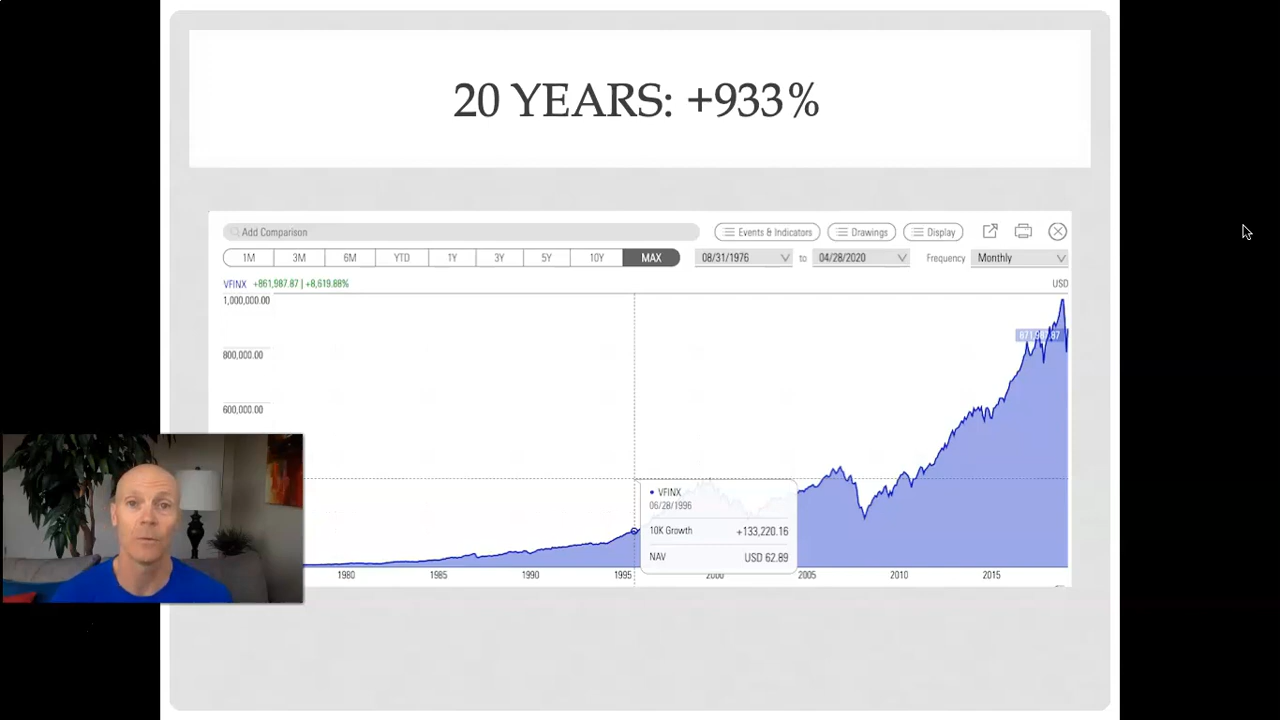 20 YEARS: +933%
Add Comparison
Events & Indicators
Drawings
Display
1M 3M 6M YTD 1Y 3Y 5Y 10Y MAX
08/31/1976 to 04/28/2020 Frequency Monthly
VFINX +861,987.87 | +8,619.88% USD
1,000,000.00
800,000.00
600,000.00
VFINX
06/28/1996
10K Growth +133,220.16
NAV USD 62.89
1980 1985 1990 1995 2000 2005 2010 2015